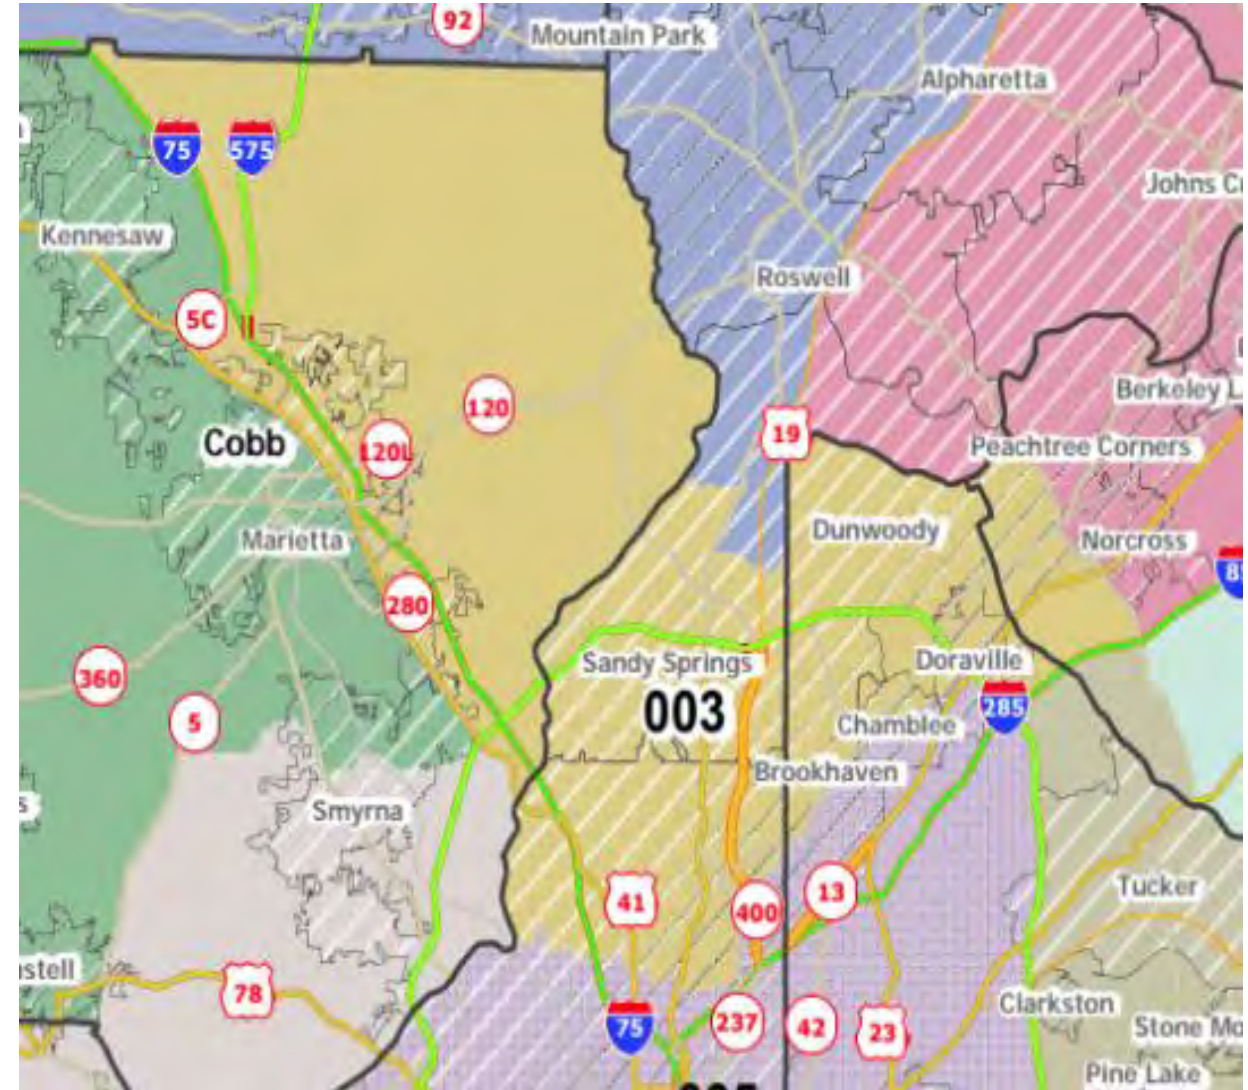 92
Mountain Park
Alpharetta
75
575
Johns C
Kennesaw
Roswell
5C
Berkeley L
120
19
Cobb
120L
Peachtree Corners
Dunwoody
Marietta
Norcross
85
280
Sandy Springs
Doraville
360
003
285
5
Chamblee
Brookhaven
s
Smyrna
Tucker
41
13
400
stell
78
Clarkston
75
237
42
23
Stone Mo
Pine Lake